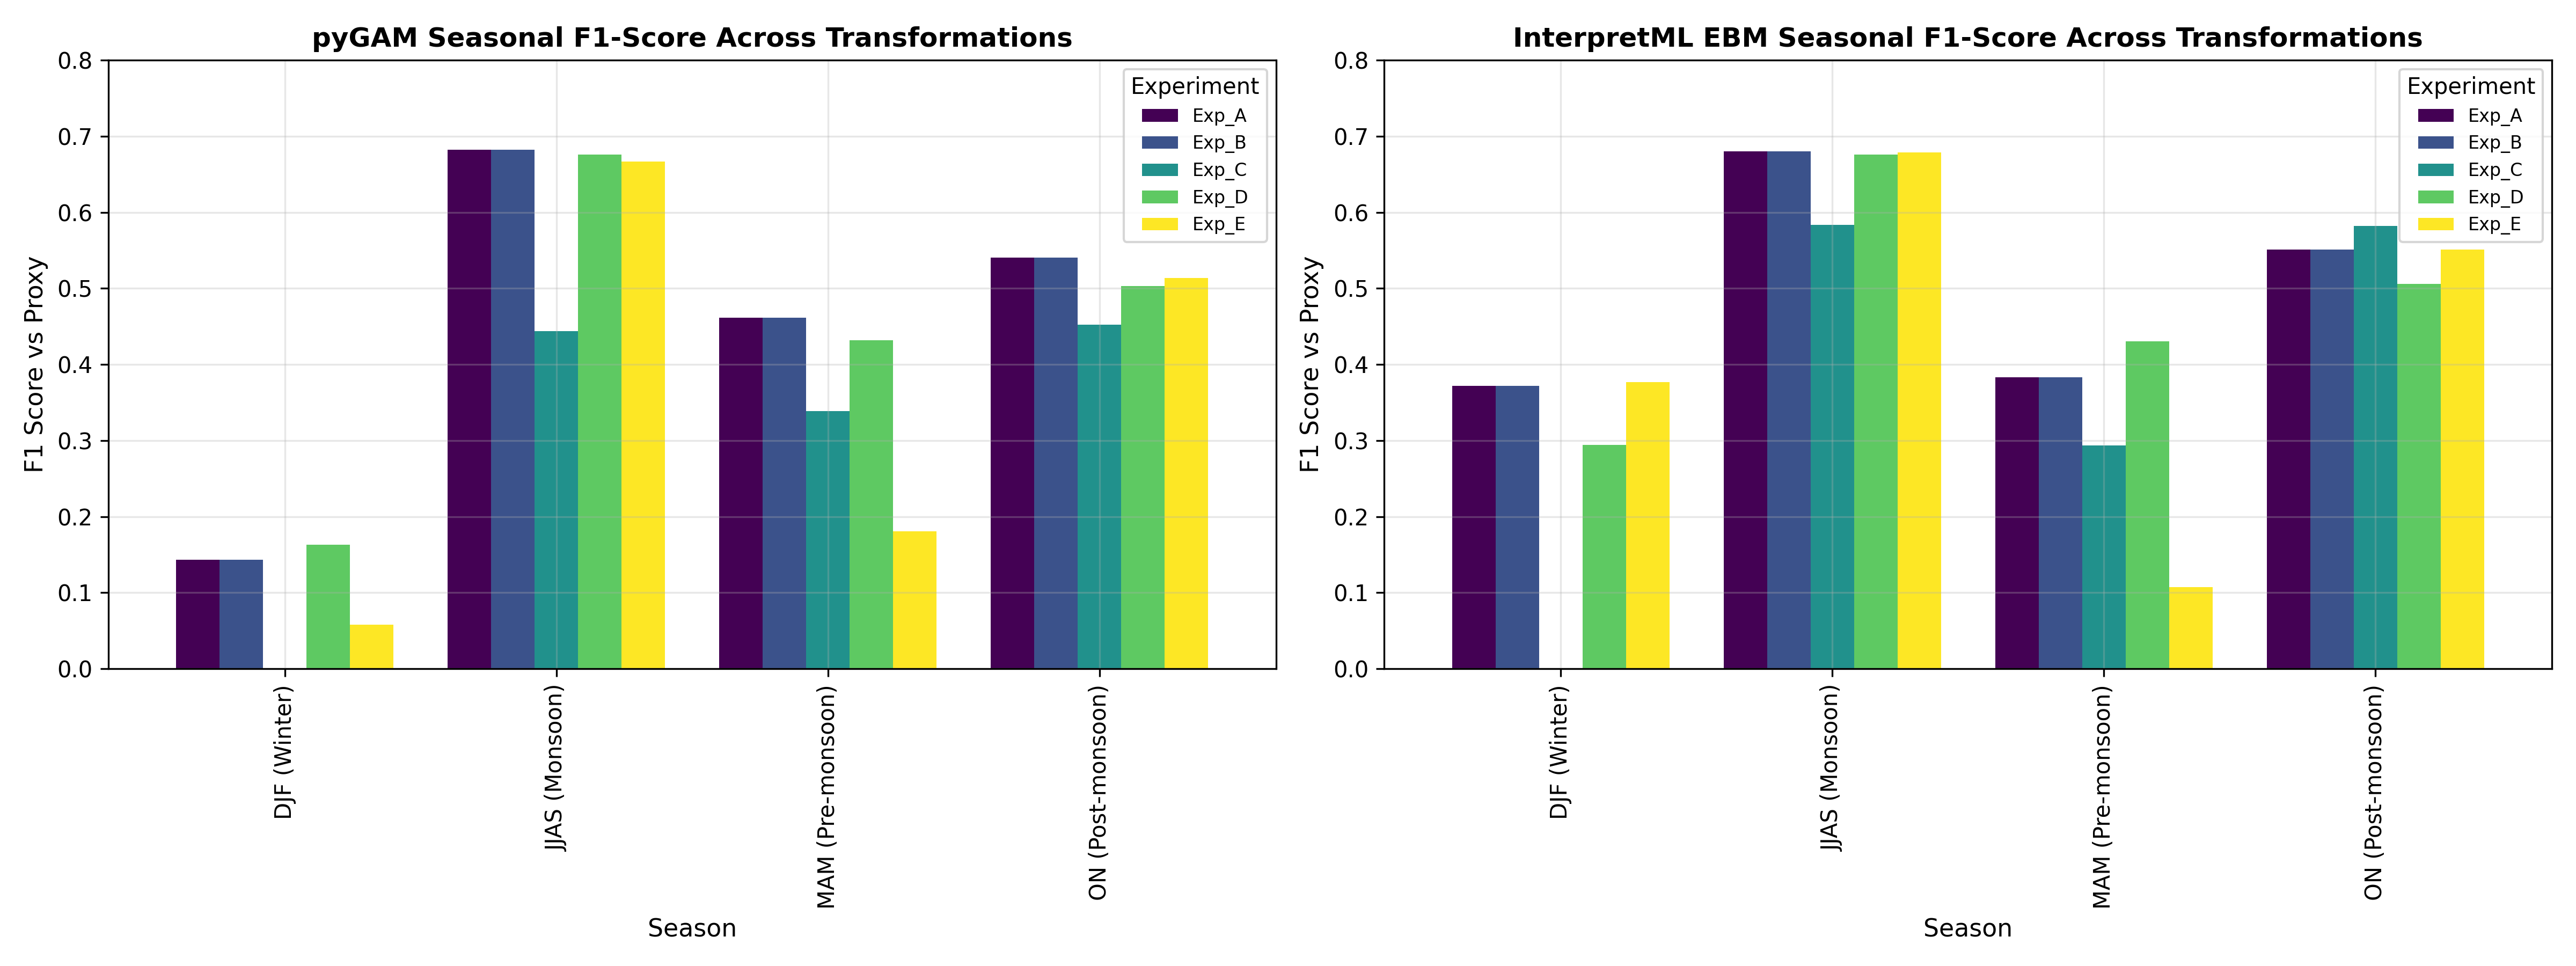 pyGAM Seasonal F1-Score Across Transformations
F1 Score vs Proxy
0.8
0.7
0.6
0.5
0.4
0.3
0.2
0.1
0.0
Experiment
Exp_A
Exp_B
Exp_C
Exp_D
Exp_E
DJF (Winter)
JJAS (Monsoon)
MAM (Pre-monsoon)
ON (Post-monsoon)
Season
InterpretML EBM Seasonal F1-Score Across Transformations
F1 Score vs Proxy
0.8
0.7
0.6
0.5
0.4
0.3
0.2
0.1
0.0
Experiment
Exp_A
Exp_B
Exp_C
Exp_D
Exp_E
DJF (Winter)
JJAS (Monsoon)
MAM (Pre-monsoon)
ON (Post-monsoon)
Season